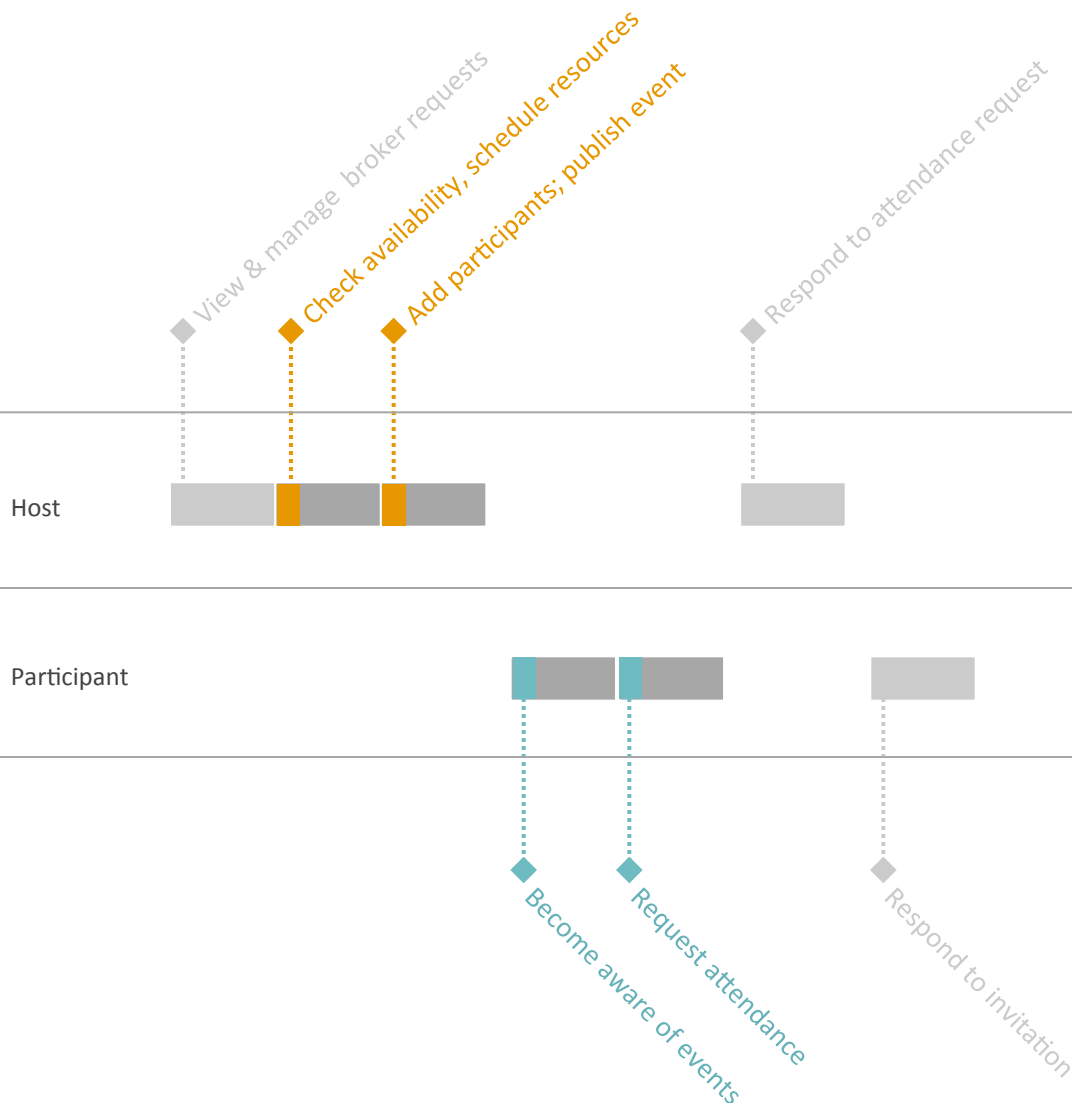 View & manage  broker requests
Check availability, schedule resources
Add participants; publish event
Respond to attendance request
Host
Participant
Become aware of events
Request attendance
Respond to invitation